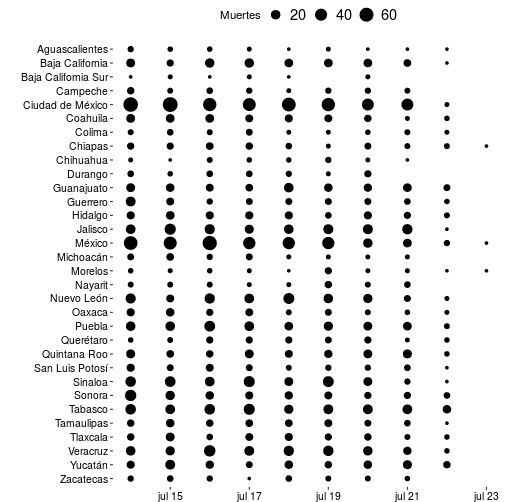 Muertes 20 40 60
Aguascalientes
Baja California
Baja California Sur
Campeche
Ciudad de México
Coahuila
Colima
Chiapas
Chihuahua
Durango
Guanajuato
Guerrero
Hidalgo
Jalisco
México
Michoacán
Morelos
Nayarit
Nuevo León
Oaxaca
Puebla
Querétaro
Quintana Roo
San Luis Potosí
Sinaloa
Sonora
Tabasco
Tamaulipas
Tlaxcala
Veracruz
Yucatán
Zacatecas
jul 15 jul 17 jul 19 jul 21 jul 23